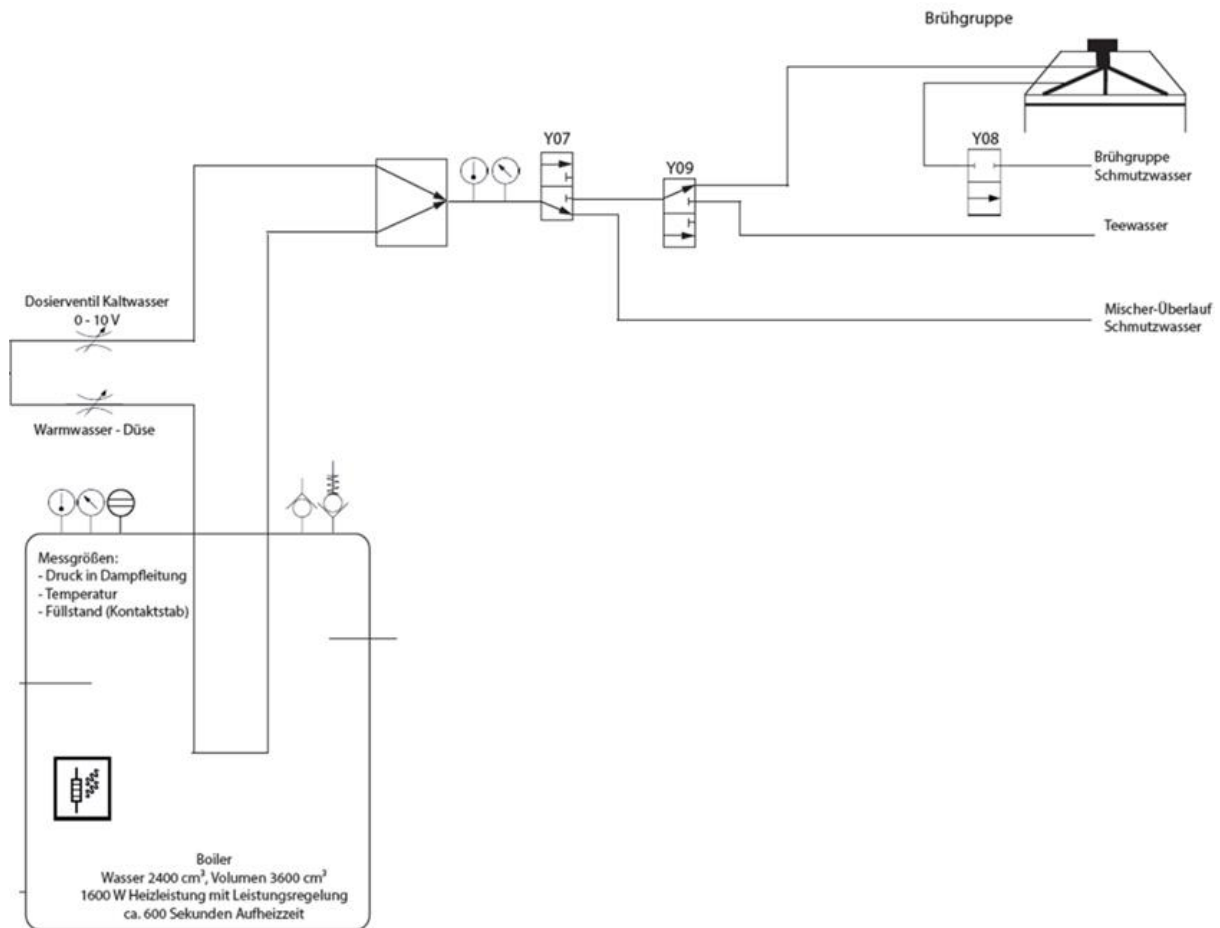 Brühgruppe
Y07
Y09
Y08
Brühgruppe
Schmutzwasser
Teewasser
Mischer-Überlauf
Schmutzwasser
Dosierventil Kaltwasser
0 - 10 V
Warmwasser - Düse
Messgrößen:
- Druck in Dampfleitung
- Temperatur
- Füllstand (Kontaktstab)
Boiler
Wasser 2400 cm³, Volumen 3600 cm³
1600 W Heizleistung mit Leistungsregelung
ca. 600 Sekunden Aufheizzeit